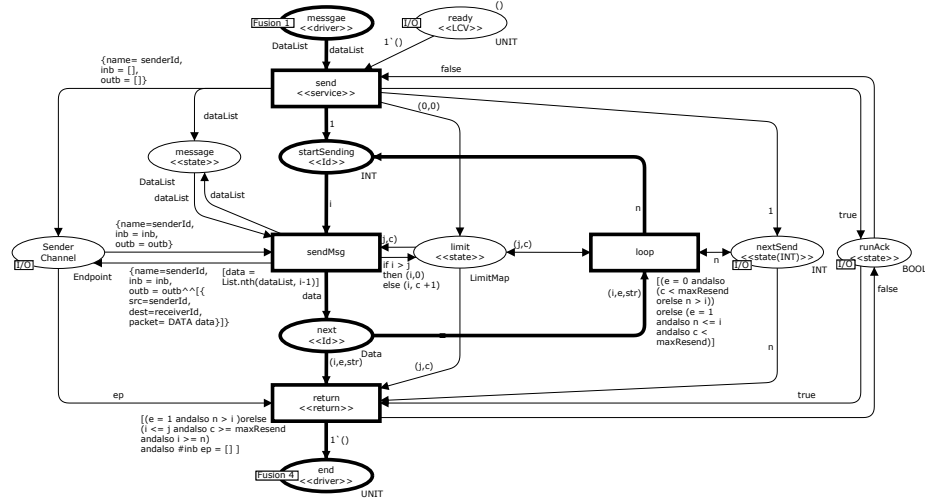 Fusion 1
messgae
<<driver>>
DataList
dataList
I/O
ready
<<LCV>>
()
UNIT
1`()
{name= senderId,
inb = [],
outb = []}
send
<<service>>
false
(0,0)
dataList
1
message
<<state>>
DataList
dataList
dataList
startSending
<<Id>>
INT
i
n
1
true
{name=senderId,
inb = inb,
outb = outb}
Sender
Channel
I/O
Endpoint
sendMsg
j,c)
limit
<<state>>
LimitMap
(j,c)
loop
n
nextSend
<<state(INT)>>
I/O
INT
runAck
<<state>>
I/O
BOOL
if i > j
then (i,0)
else (i, c +1)
{name=senderId,
inb = inb,
outb = outb^^[{
src=senderId,
dest=receiverId,
packet= DATA data}]}
[data =
List.nth(dataList, i-1)]
data
(i,e,str)
[(e = 0 andalso
(c < maxResend
orelse n > i))
orelse (e = 1
andalso n <= i
andalso c <
maxResend)]
false
next
<<Id>>
Data
(i,e,str)
(j,c)
n
ep
return
<<return>>
true
[(e = 1 andalso n > i )orelse
(i <= j andalso c >= maxResend
andalso i >= n)
andalso #inb ep = [] ]
1`()
Fusion 4
end
<<driver>>
UNIT